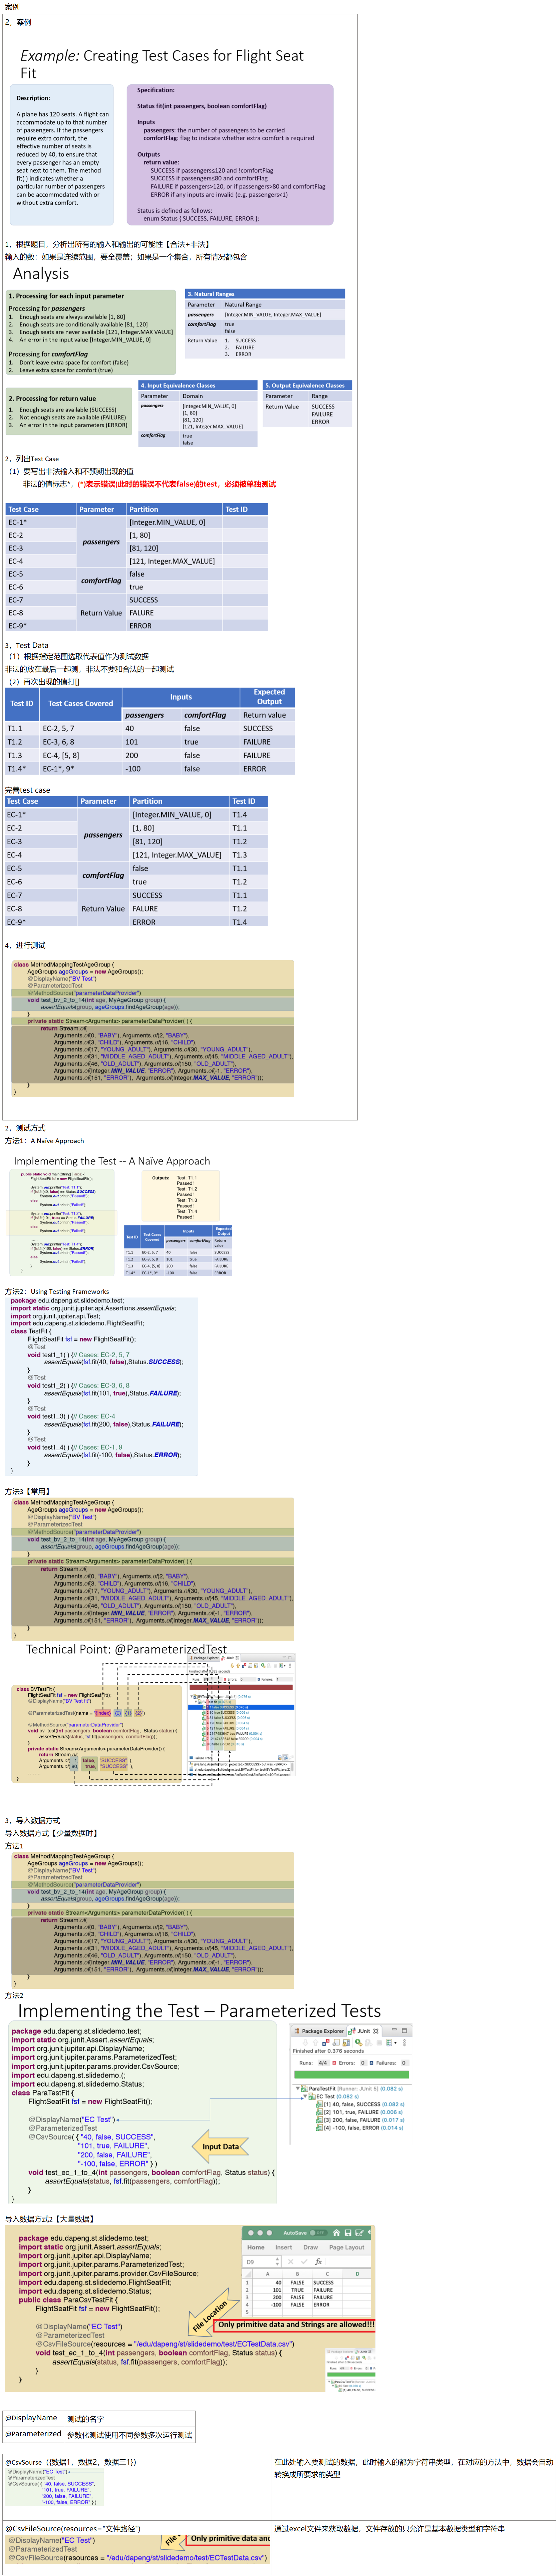 案例
2，案例
Example: Creating Test Cases for Flight Seat
Fit
Description:
A plane has 120 seats. A flight can
accommodate up to that number
of passengers. If the passengers
require extra comfort, the
effective number of seats is
reduced by 40, to ensure that
every passenger has an empty
seat next to them. The method
fit( ) indicates whether a
particular number of passengers
can be accommodated with or
without extra comfort.
Specification:
Status fit(int passengers, boolean comfortFlag)
Inputs
passengers: the number of passengers to be carried
comfortFlag: flag to indicate whether extra comfort is required
Outputs
return value:
SUCCESS if passengers≤120 and !comfortFlag
SUCCESS if passengers≤80 and comfortFlag
FAILURE if passengers>120, or if passengers>80 and comfortFlag
ERROR if any inputs are invalid (e.g. passengers<1)
Status is defined as follows:
enum Status { SUCCESS, FAILURE, ERROR };
1，根据题目，分析出所有的输入和输出的可能性【合法+非法】
输入的数：如果是连续范围，要全覆盖；如果是一个集合，所有情况都包含
Analysis
1. Processing for each input parameter
Processing for passengers
1. Enough seats are always available [1, 80]
2. Enough seats are conditionally available [81, 120]
3. Enough seats are never available [121, Integer.MAX VALUE]
4. An error in the input value [Integer.MIN_VALUE, 0]
Processing for comfortFlag
1. Don't leave extra space for comfort (false)
2. Leave extra space for comfort (true)
3. Natural Ranges
Parameter Natural Range
passengers [Integer.MIN_VALUE, Integer.MAX_VALUE]
comfortFlag true
false
Return Value 1. SUCCESS
2. FAILURE
3. ERROR
2. Processing for return value
1. Enough seats are available (SUCCESS)
2. Not enough seats are available (FAILURE)
3. An error in the input parameters (ERROR)
4. Input Equivalence Classes
Parameter Domain
passengers [Integer.MIN_VALUE, 0]
[1, 80]
[81, 120]
[121, Integer.MAX_VALUE]
comfortFlag true
false
5. Output Equivalence Classes
Parameter Range
Return Value SUCCESS
FAILURE
ERROR
2，列出Test Case
（1）要写出非法输入和不预期出现的值
非法的值标志*，(*)表示错误(此时的错误不代表false)的test，必须被单独测试
Test Case Parameter Partition Test ID
EC-1* passengers [Integer.MIN_VALUE, 0]
EC-2 [1, 80]
EC-3 [81, 120]
EC-4 [121, Integer.MAX_VALUE]
EC-5 comfortFlag false
EC-6 true
EC-7 Return Value SUCCESS
EC-8 FALURE
EC-9* ERROR
3，Test Data
（1）根据指定范围选取代表值作为测试数据
非法的放在最后一起测，非法不要和合法的一起测试
（2）再次出现的值打[]
Test ID Test Cases Covered Inputs Expected Output
passengers comfortFlag Return value
T1.1 EC-2, 5, 7 40 false SUCCESS
T1.2 EC-3, 6, 8 101 true FAILURE
T1.3 EC-4, [5, 8] 200 false FAILURE
T1.4* EC-1*, 9* -100 false ERROR
完善test case
Test Case Parameter Partition Test ID
EC-1* passengers [Integer.MIN_VALUE, 0] T1.4
EC-2 [1, 80] T1.1
EC-3 [81, 120] T1.2
EC-4 [121, Integer.MAX_VALUE] T1.3
EC-5 comfortFlag false T1.1
EC-6 true T1.2
EC-7 Return Value SUCCESS T1.1
EC-8 FALURE T1.2
EC-9* ERROR T1.4
4，进行测试
class MethodMappingTestAgeGroup {
AgeGroups ageGroups = new AgeGroups();
@DisplayName("BV Test")
@ParameterizedTest
@MethodSource("parameterDataProvider")
void test_bv_2_to_14(int age, MyAgeGroup group) {
assertEquals(group, ageGroups.findAgeGroup(age));
}
private static Stream<Arguments> parameterDataProvider( ) {
return Stream.of(
Arguments.of(0, "BABY"), Arguments.of(2, "BABY"),
Arguments.of(3, "CHILD"), Arguments.of(16, "CHILD"),
Arguments.of(17, "YOUNG_ADULT"), Arguments.of(30, "YOUNG_ADULT"),
Arguments.of(31, "MIDDLE_AGED_ADULT"), Arguments.of(45, "MIDDLE_AGED_ADULT"),
Arguments.of(46, "OLD_ADULT"), Arguments.of(150, "OLD_ADULT"),
Arguments.of(Integer.MIN_VALUE, "ERROR"), Arguments.of(-1, "ERROR"),
Arguments.of(151, "ERROR"), Arguments.of(Integer.MAX_VALUE, "ERROR"));
}
}
2，测试方式
方法1：A Naïve Approach
Implementing the Test -- A Naïve Approach
Outputs: Test: T1.1
Passed!
Test: T1.2
Passed!
Test: T1.3
Passed!
Test: T1.4
Passed!
Test ID Test Cases Covered Inputs Expected Output
passengers comfortFlag Return value
T1.1 EC-2, 5, 7 40 false SUCCESS
T1.2 EC-3, 6, 8 101 true FAILURE
T1.3 EC-4, [5, 8] 200 false FAILURE
T1.4* EC-1*, 9* -100 false ERROR
方法2：Using Testing Frameworks
package edu.dapeng.st.slidedemo.test;
import static org.junit.jupiter.api.Assertions.assertEquals;
import org.junit.jupiter.api.Test;
import edu.dapeng.st.slidedemo.FlightSeatFit;
class TestFit {
FlightSeatFit fsf = new FlightSeatFit();
@Test
void test1_1( ) {// Cases: EC-2, 5, 7
assertEquals(fsf.fit(40, false),Status.SUCCESS);
}
@Test
void test1_2( ) {// Cases: EC-3, 6, 8
assertEquals(fsf.fit(101, true),Status.FAILURE);
}
@Test
void test1_3( ) {// Cases: EC-4
assertEquals(fsf.fit(200, false),Status.FAILURE);
}
@Test
void test1_4( ) {// Cases: EC-1, 9
assertEquals(fsf.fit(-100, false),Status.ERROR);
}
}
方法3【常用】
class MethodMappingTestAgeGroup {
AgeGroups ageGroups = new AgeGroups();
@DisplayName("BV Test")
@ParameterizedTest
@MethodSource("parameterDataProvider")
void test_bv_2_to_14(int age, MyAgeGroup group) {
assertEquals(group, ageGroups.findAgeGroup(age));
}
private static Stream<Arguments> parameterDataProvider( ) {
return Stream.of(
Arguments.of(0, "BABY"), Arguments.of(2, "BABY"),
Arguments.of(3, "CHILD"), Arguments.of(16, "CHILD"),
Arguments.of(17, "YOUNG_ADULT"), Arguments.of(30, "YOUNG_ADULT"),
Arguments.of(31, "MIDDLE_AGED_ADULT"), Arguments.of(45, "MIDDLE_AGED_ADULT"),
Arguments.of(46, "OLD_ADULT"), Arguments.of(150, "OLD_ADULT"),
Arguments.of(Integer.MIN_VALUE, "ERROR"), Arguments.of(-1, "ERROR"),
Arguments.of(151, "ERROR"), Arguments.of(Integer.MAX_VALUE, "ERROR"));
}
}
Technical Point: @ParameterizedTest
class BVTestFit {
FlightSeatFit fsf = new FlightSeatFit();
@DisplayName("BV Test fit")
@ParameterizedTest(name = "{index} {0} {1} {2}")
@MethodSource("parameterDataProvider")
void bv_test(int passengers, boolean comfortFlag, Status status) {
assertEquals(status, fsf.fit(passengers, comfortFlag));
}
private static Stream<Arguments> parameterDataProvider() {
return Stream.of(
Arguments.of( 1, false, "SUCCESS" ),
Arguments.of( 80, true, "SUCCESS" ),
}
3，导入数据方式
导入数据方式【少量数据时】
方法1
class MethodMappingTestAgeGroup {
AgeGroups ageGroups = new AgeGroups();
@DisplayName("BV Test")
@ParameterizedTest
@MethodSource("parameterDataProvider")
void test_bv_2_to_14(int age, MyAgeGroup group) {
assertEquals(group, ageGroups.findAgeGroup(age));
}
private static Stream<Arguments> parameterDataProvider( ) {
return Stream.of(
Arguments.of(0, "BABY"), Arguments.of(2, "BABY"),
Arguments.of(3, "CHILD"), Arguments.of(16, "CHILD"),
Arguments.of(17, "YOUNG_ADULT"), Arguments.of(30, "YOUNG_ADULT"),
Arguments.of(31, "MIDDLE_AGED_ADULT"), Arguments.of(45, "MIDDLE_AGED_ADULT"),
Arguments.of(46, "OLD_ADULT"), Arguments.of(150, "OLD_ADULT"),
Arguments.of(Integer.MIN_VALUE, "ERROR"), Arguments.of(-1, "ERROR"),
Arguments.of(151, "ERROR"), Arguments.of(Integer.MAX_VALUE, "ERROR"));
}
}
方法2
Implementing the Test – Parameterized Tests
package edu.dapeng.st.slidedemo.test;
import static org.junit.Assert.assertEquals;
import org.junit.jupiter.api.DisplayName;
import org.junit.jupiter.params.ParameterizedTest;
import org.junit.jupiter.params.provider.CsvSource;
import edu.dapeng.st.slidedemo.(;
import edu.dapeng.st.slidedemo.Status;
class ParaTestFit {
FlightSeatFit fsf = new FlightSeatFit();
@DisplayName("EC Test")
@ParameterizedTest
@CsvSource( { "40, false, SUCCESS",
"101, true, FAILURE",
"200, false, FAILURE",
"-100, false, ERROR" } )
void test_ec_1_to_4(int passengers, boolean comfortFlag, Status status) {
assertEquals(status, fsf.fit(passengers, comfortFlag));
}
}
Input Data
Package Explorer JUnit
Finished after 0.376 seconds
Runs: 4/4 Errors: 0 Failures: 0
ParaTestFit [Runner: JUnit 5] (0.082 s)
EC Test (0.082 s)
[1] 40, false, SUCCESS (0.082 s)
[2] 101, true, FAILURE (0.006 s)
[3] 200, false, FAILURE (0.017 s)
[4] -100, false, ERROR (0.014 s)
导入数据方式2【大量数据】
package edu.dapeng.st.slidedemo.test;
import static org.junit.Assert.assertEquals;
import org.junit.jupiter.api.DisplayName;
import org.junit.jupiter.params.ParameterizedTest;
import org.junit.jupiter.params.provider.CsvFileSource;
import edu.dapeng.st.slidedemo.FlightSeatFit;
import edu.dapeng.st.slidedemo.Status;
public class ParaCsvTestFit {
FlightSeatFit fsf = new FlightSeatFit();
@DisplayName("EC Test")
@ParameterizedTest
@CsvFileSource(resources = "/edu/dapeng/st/slidedemo/test/ECTestData.csv")
void test_ec_1_to_4(int passengers, boolean comfortFlag, Status status) {
assertEquals(status, fsf.fit(passengers, comfortFlag));
}
}
AutoSave
Home Insert Draw Page Layout
D9 fx
A B C D
1 40 FALSE SUCCESS
2 101 TRUE FAILURE
3 200 FALSE FAILURE
4 -100 FALSE ERROR
5
File Location
Only primitive data and Strings are allowed!!!
@DisplayName 测试的名字
@Parameterized 参数化测试使用不同参数多次运行测试
@CsvSourse（{数据1，数据2，数据三1}）
@DisplayName("EC Test")
@ParameterizedTest
@CsvSource( { "40, false, SUCCESS",
"101, true, FAILURE",
"200, false, FAILURE",
"-100, false, ERROR" } )
在此处输入要测试的数据，此时输入的都为字符串类型，在对应的方法中，数据会自动
转换成所要求的类型
@CsvFileSource(resources="文件路径")
@DisplayName("EC Test")
@ParameterizedTest
@CsvFileSource(resources = "/edu/dapeng/st/slidedemo/test/ECTestData.csv")
Only primitive data and
通过excel文件来获取数据，文件存放的只允许是基本数据类型和字符串